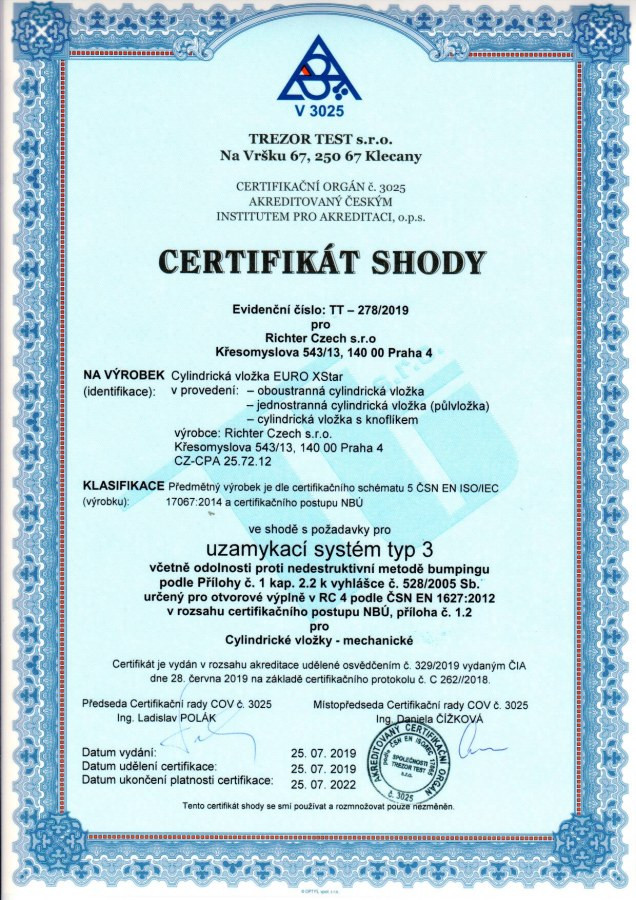 V 3025
TREZOR TEST s.r.o.
Na Vršku 67, 250 67 Klecany
CERTIFIKAČNÍ ORGÁN č. 3025
AKREDITOVANÝ ČESKÝM
INSTITUTEM PRO AKREDITACI, o.p.s.
CERTIFIKÁT SHODY
Evidenční číslo: TT – 278/2019
pro
Richter Czech s.r.o
Křesomyslova 543/13, 140 00 Praha 4
NA VÝROBEK Cylindrická vložka EURO XStar
(identifikace): v provedení: – oboustranná cylindrická vložka
– jednostranná cylindrická vložka (půlvložka)
– cylindrická vložka s knoflíkem
výrobce: Richter Czech s.r.o.
Křesomyslova 543/13, 140 00 Praha 4
CZ-CPA 25.72.12
KLASIFIKACE Předmětný výrobek je dle certifikačního schématu 5 ČSN EN ISO/IEC
(výrobku): 17067:2014 a certifikačního postupu NBÚ
ve shodě s požadavky pro
uzamykací systém typ 3
včetně odolnosti proti nedestruktivní metodě bumpingu
podle Přílohy č. 1 kap. 2.2 k vyhlášce č. 528/2005 Sb.
určený pro otvorové výplně v RC 4 podle ČSN EN 1627:2012
v rozsahu certifikačního postupu NBÚ, příloha č. 1.2
pro
Cylindrické vložky - mechanické
Certifikát je vydán v rozsahu akreditace udělené osvědčením č. 329/2019 vydaným ČIA
dne 28. června 2019 na základě certifikačního protokolu č. C 262//2018.
Předseda Certifikační rady COV č. 3025 Místopředseda Certifikační rady COV č. 3025
Ing. Ladislav POLÁK Ing. Daniela ČÍŽKOVÁ
Datum vydání: 25. 07. 2019
Datum udělení certifikace: 25. 07. 2019
Datum ukončení platnosti certifikace: 25. 07. 2022
AKREDITOVANÝ CERTIFIKAČNÍ ORGÁN
podle ČSN EN ISO/IEC 17065
SPOLEČNOSTI
TREZOR TEST
s.r.o.
č. 3025
Tento certifikát shody se smí používat a rozmnožovat pouze nezměněn.